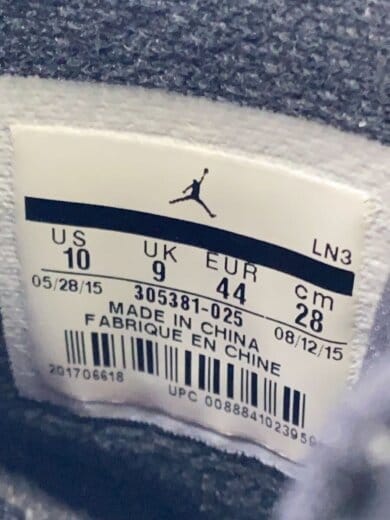 LN3
US UK EUR cm
10 9 44 28
05/28/15 305381-025 08/12/15
MADE IN CHINA
FABRIQUE EN CHINE
201706618
UPC 0088841023959